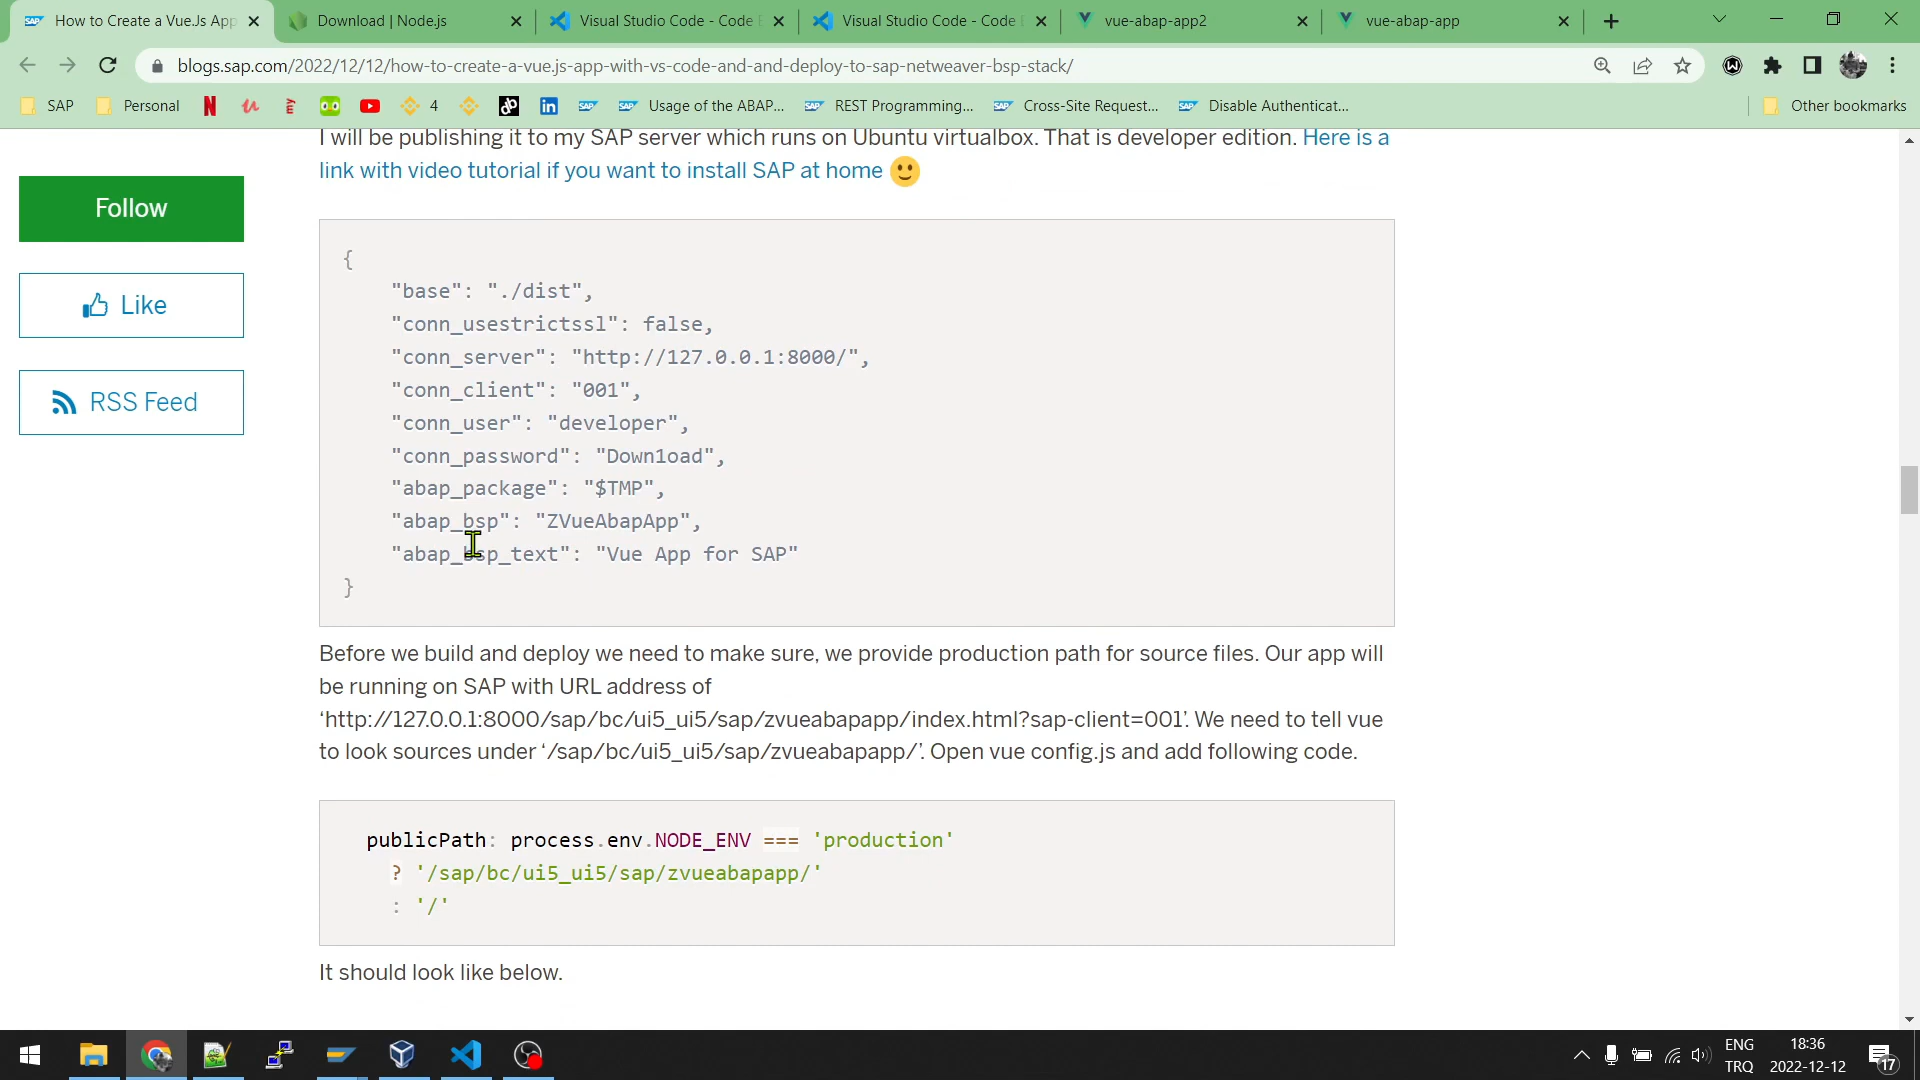 How to Create a Vue.Js App
Download | Node.js
Visual Studio Code - Code E
Visual Studio Code - Code
vue-abap-app2
vue-abap-app
blogs.sap.com/2022/12/12/how-to-create-a-vue.js-app-with-vs-code-and-and-deploy-to-sap-netweaver-bsp-stack/
SAP
Personal
4
Usage of the ABAP...
REST Programming...
Cross-Site Request...
Disable Authenticat...
Other bookmarks
I will be publishing it to my SAP server which runs on Ubuntu virtualbox. That is developer edition. Here is a
link with video tutorial if you want to install SAP at home
Follow
Like
RSS Feed
{
"base": "./dist",
"conn_usestrictssl": false,
"conn_server": "http://127.0.0.1:8000/",
"conn_client": "001",
"conn_user": "developer",
"conn_password": "Down1oad",
"abap_package": "$TMP",
"abap_bsp": "ZVueAbapApp",
"abap_bsp_text": "Vue App for SAP"
}
Before we build and deploy we need to make sure, we provide production path for source files. Our app will
be running on SAP with URL address of
‘http://127.0.0.1:8000/sap/bc/ui5_ui5/sap/zvueabapapp/index.html?sap-client=001’. We need to tell vue
to look sources under ‘/sap/bc/ui5_ui5/sap/zvueabapapp/’. Open vue config.js and add following code.
publicPath: process.env.NODE_ENV === 'production'
? '/sap/bc/ui5_ui5/sap/zvueabapapp/'
: '/'
It should look like below.
ENG
TRQ
18:36
2022-12-12
17